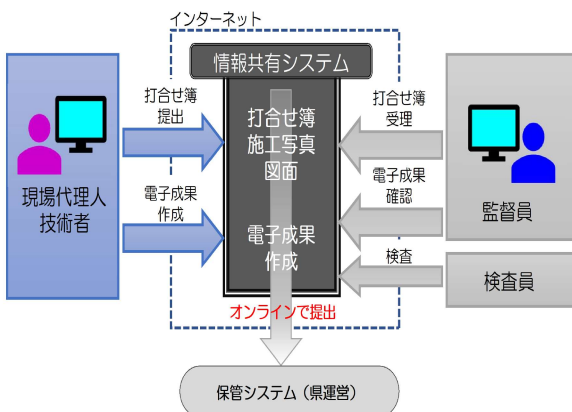 インターネット
情報共有システム
打合せ簿
提出
電子成果
作成
現場代理人
技術者
打合せ簿
施工写真
図面
電子成果
作成
打合せ簿
受理
電子成果
確認
検査
監督員
検査員
オンラインで提出
保管システム（県運営）